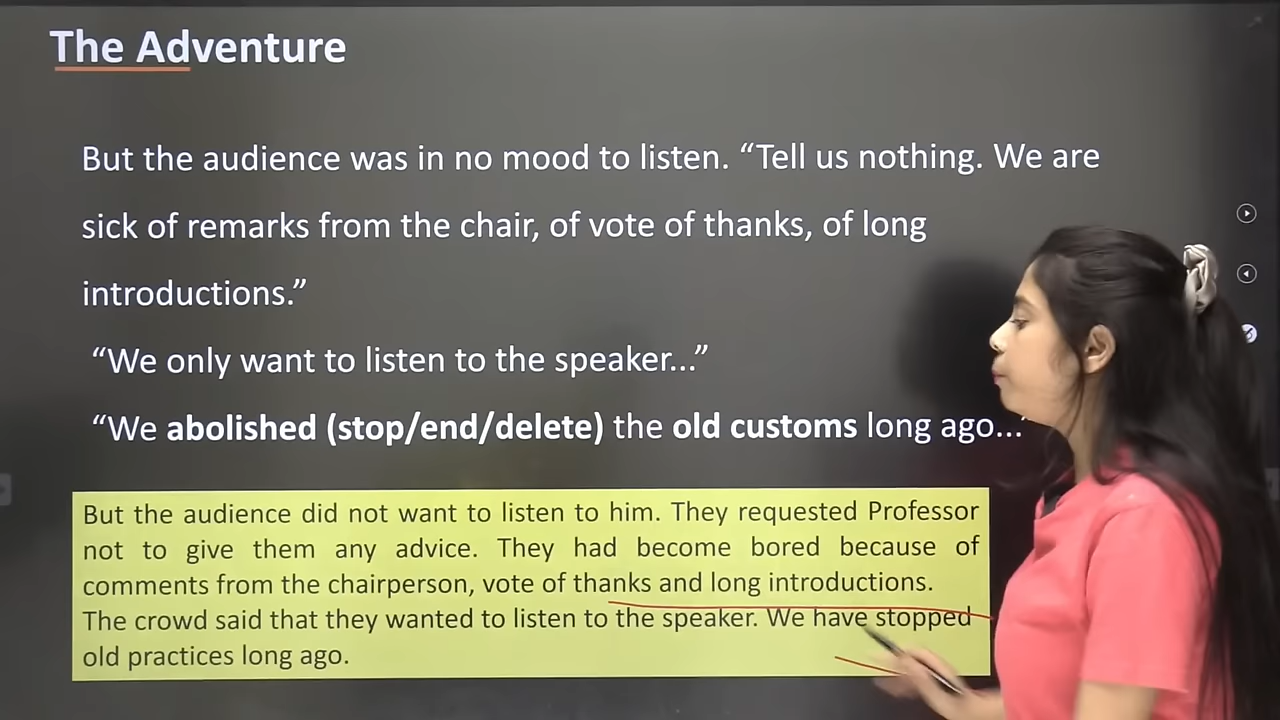 The Adventure
But the audience was in no mood to listen. “Tell us nothing. We are
sick of remarks from the chair, of vote of thanks, of long
introductions.”
“We only want to listen to the speaker...”
“We abolished (stop/end/delete) the old customs long ago...”
But the audience did not want to listen to him. They requested Professor
not to give them any advice. They had become bored because of
comments from the chairperson, vote of thanks and long introductions.
The crowd said that they wanted to listen to the speaker. We have stopped
old practices long ago.